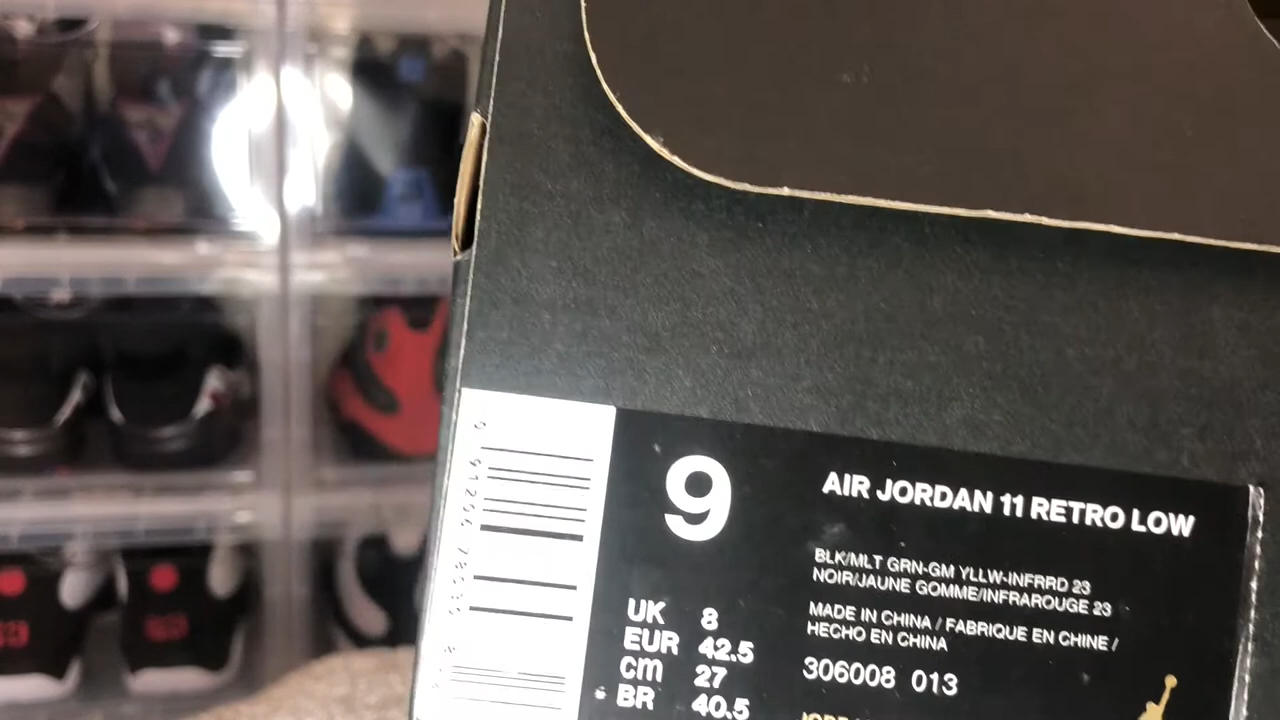 9
AIR JORDAN 11 RETRO LOW
BLK/MLT GRN-GM YLLW-INFRRD 23
NOIR/JAUNE GOMME/INFRAROUGE 23
MADE IN CHINA / FABRIQUE EN CHINE /
HECHO EN CHINA
306008 013
UK 8
EUR 42.5
cm 27
BR 40.5